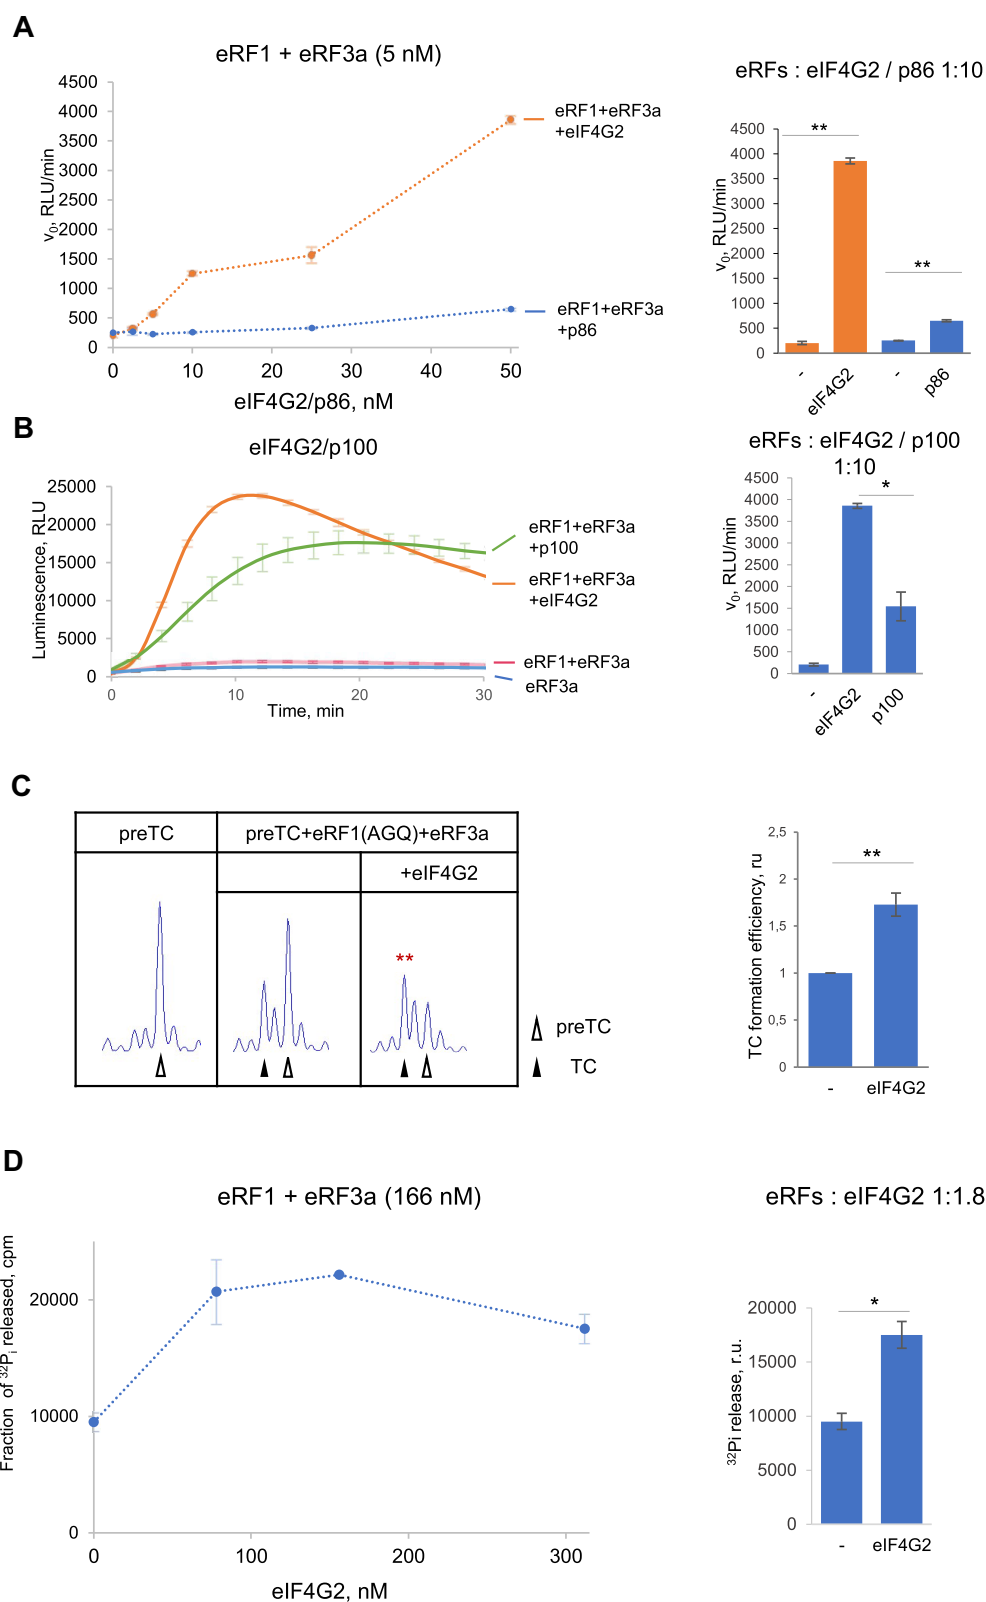 A
eRF1 + eRF3a (5 nM)
4500
4000
3500
3000
2500
2000
1500
1000
500
0
v0, RLU/min
0 10 20 30 40 50
eIF4G2/p86, nM
eRF1+eRF3a
+eIF4G2
eRF1+eRF3a
+p86
eRFs : eIF4G2 / p86 1:10
4500
4000
3500
3000
2500
2000
1500
1000
500
0
v0, RLU/min
**
**
- eIF4G2 - p86
B
eIF4G2/p100
25000
20000
15000
10000
5000
0
Luminescence, RLU
0 10 20 30
Time, min
eRF1+eRF3a
+p100
eRF1+eRF3a
+eIF4G2
eRF1+eRF3a
eRF3a
eRFs : eIF4G2 / p100
1:10
4500
4000
3500
3000
2500
2000
1500
1000
500
0
v0, RLU/min
*
- eIF4G2 p100
C
preTC
preTC+eRF1(AGQ)+eRF3a
+eIF4G2
**
preTC
TC
2,5
2
1,5
1
0,5
0
TC formation efficiency, ru
**
- eIF4G2
D
eRF1 + eRF3a (166 nM)
20000
10000
0
Fraction of 32Pi released, cpm
0 100 200 300
eIF4G2, nM
eRFs : eIF4G2 1:1.8
20000
15000
10000
5000
0
32Pi release, r.u.
*
- eIF4G2